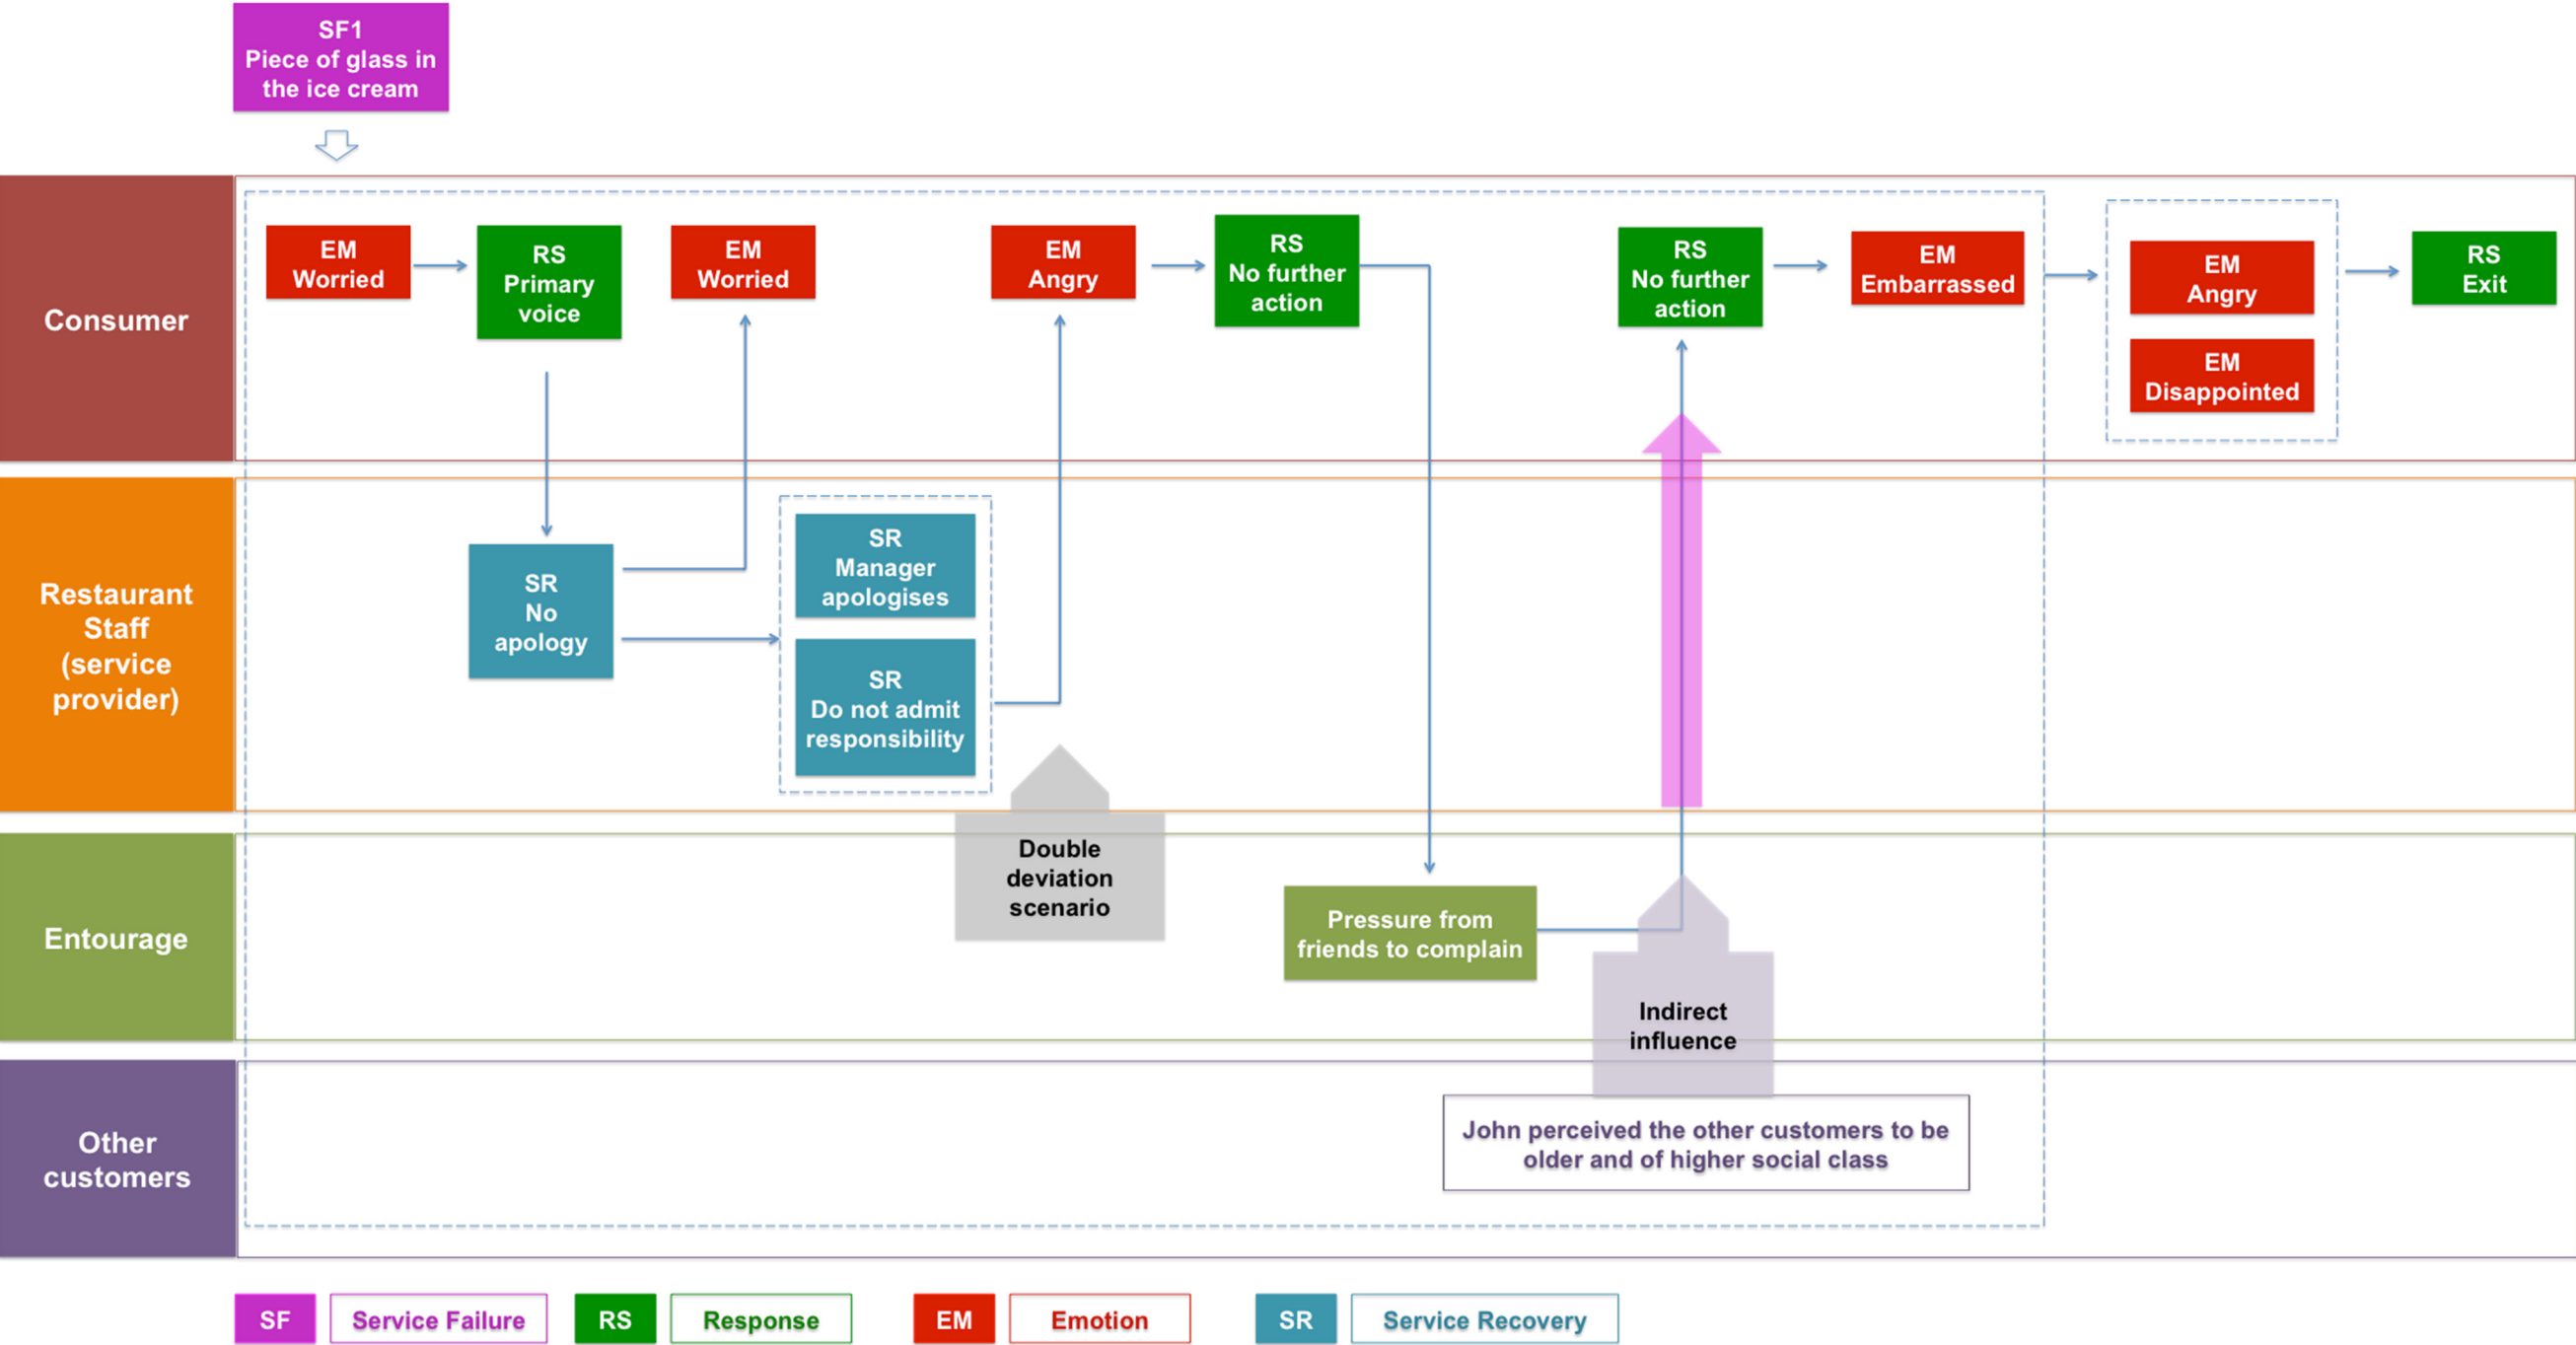 SF1
Piece of glass in
the ice cream
Consumer
EM
Worried
RS
Primary
voice
EM
Worried
EM
Angry
RS
No further
action
RS
No further
action
EM
Embarrassed
EM
Angry
EM
Disappointed
RS
Exit
Restaurant
Staff
(service
provider)
SR
No
apology
SR
Manager
apologises
SR
Do not admit
responsibility
Entourage
Double
deviation
scenario
Pressure from
friends to complain
Indirect
influence
Other
customers
John perceived the other customers to be
older and of higher social class
SF
Service Failure
RS
Response
EM
Emotion
SR
Service Recovery